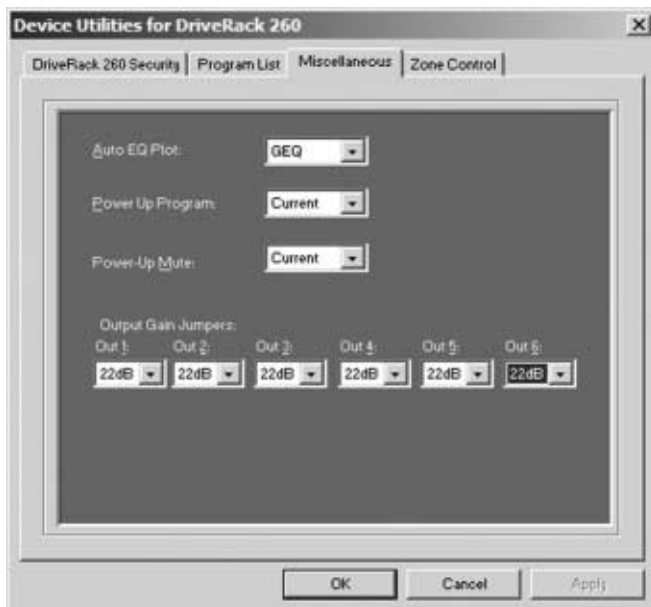 Device Utilities for DriveRack 260
DriveRack 260 Security Program List Miscellaneous Zone Control
Auto EQ Plot: GEQ
Power Up Program: Current
Power-Up Mute: Current
Output Gain Jumpers:
Out 1: Out 2: Out 3: Out 4: Out 5: Out 6:
22dB 22dB 22dB 22dB 22dB 22dB
OK Cancel Apply